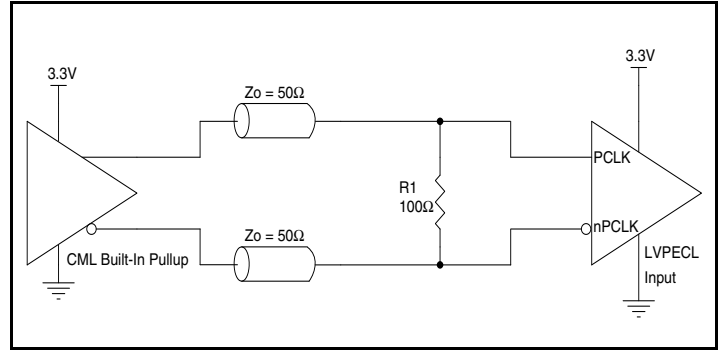 3.3V
3.3V
Zo = 50Ω
PCLK
R1
100Ω
nPCLK
Zo = 50Ω
CML Built-In Pullup
LVPECL
Input